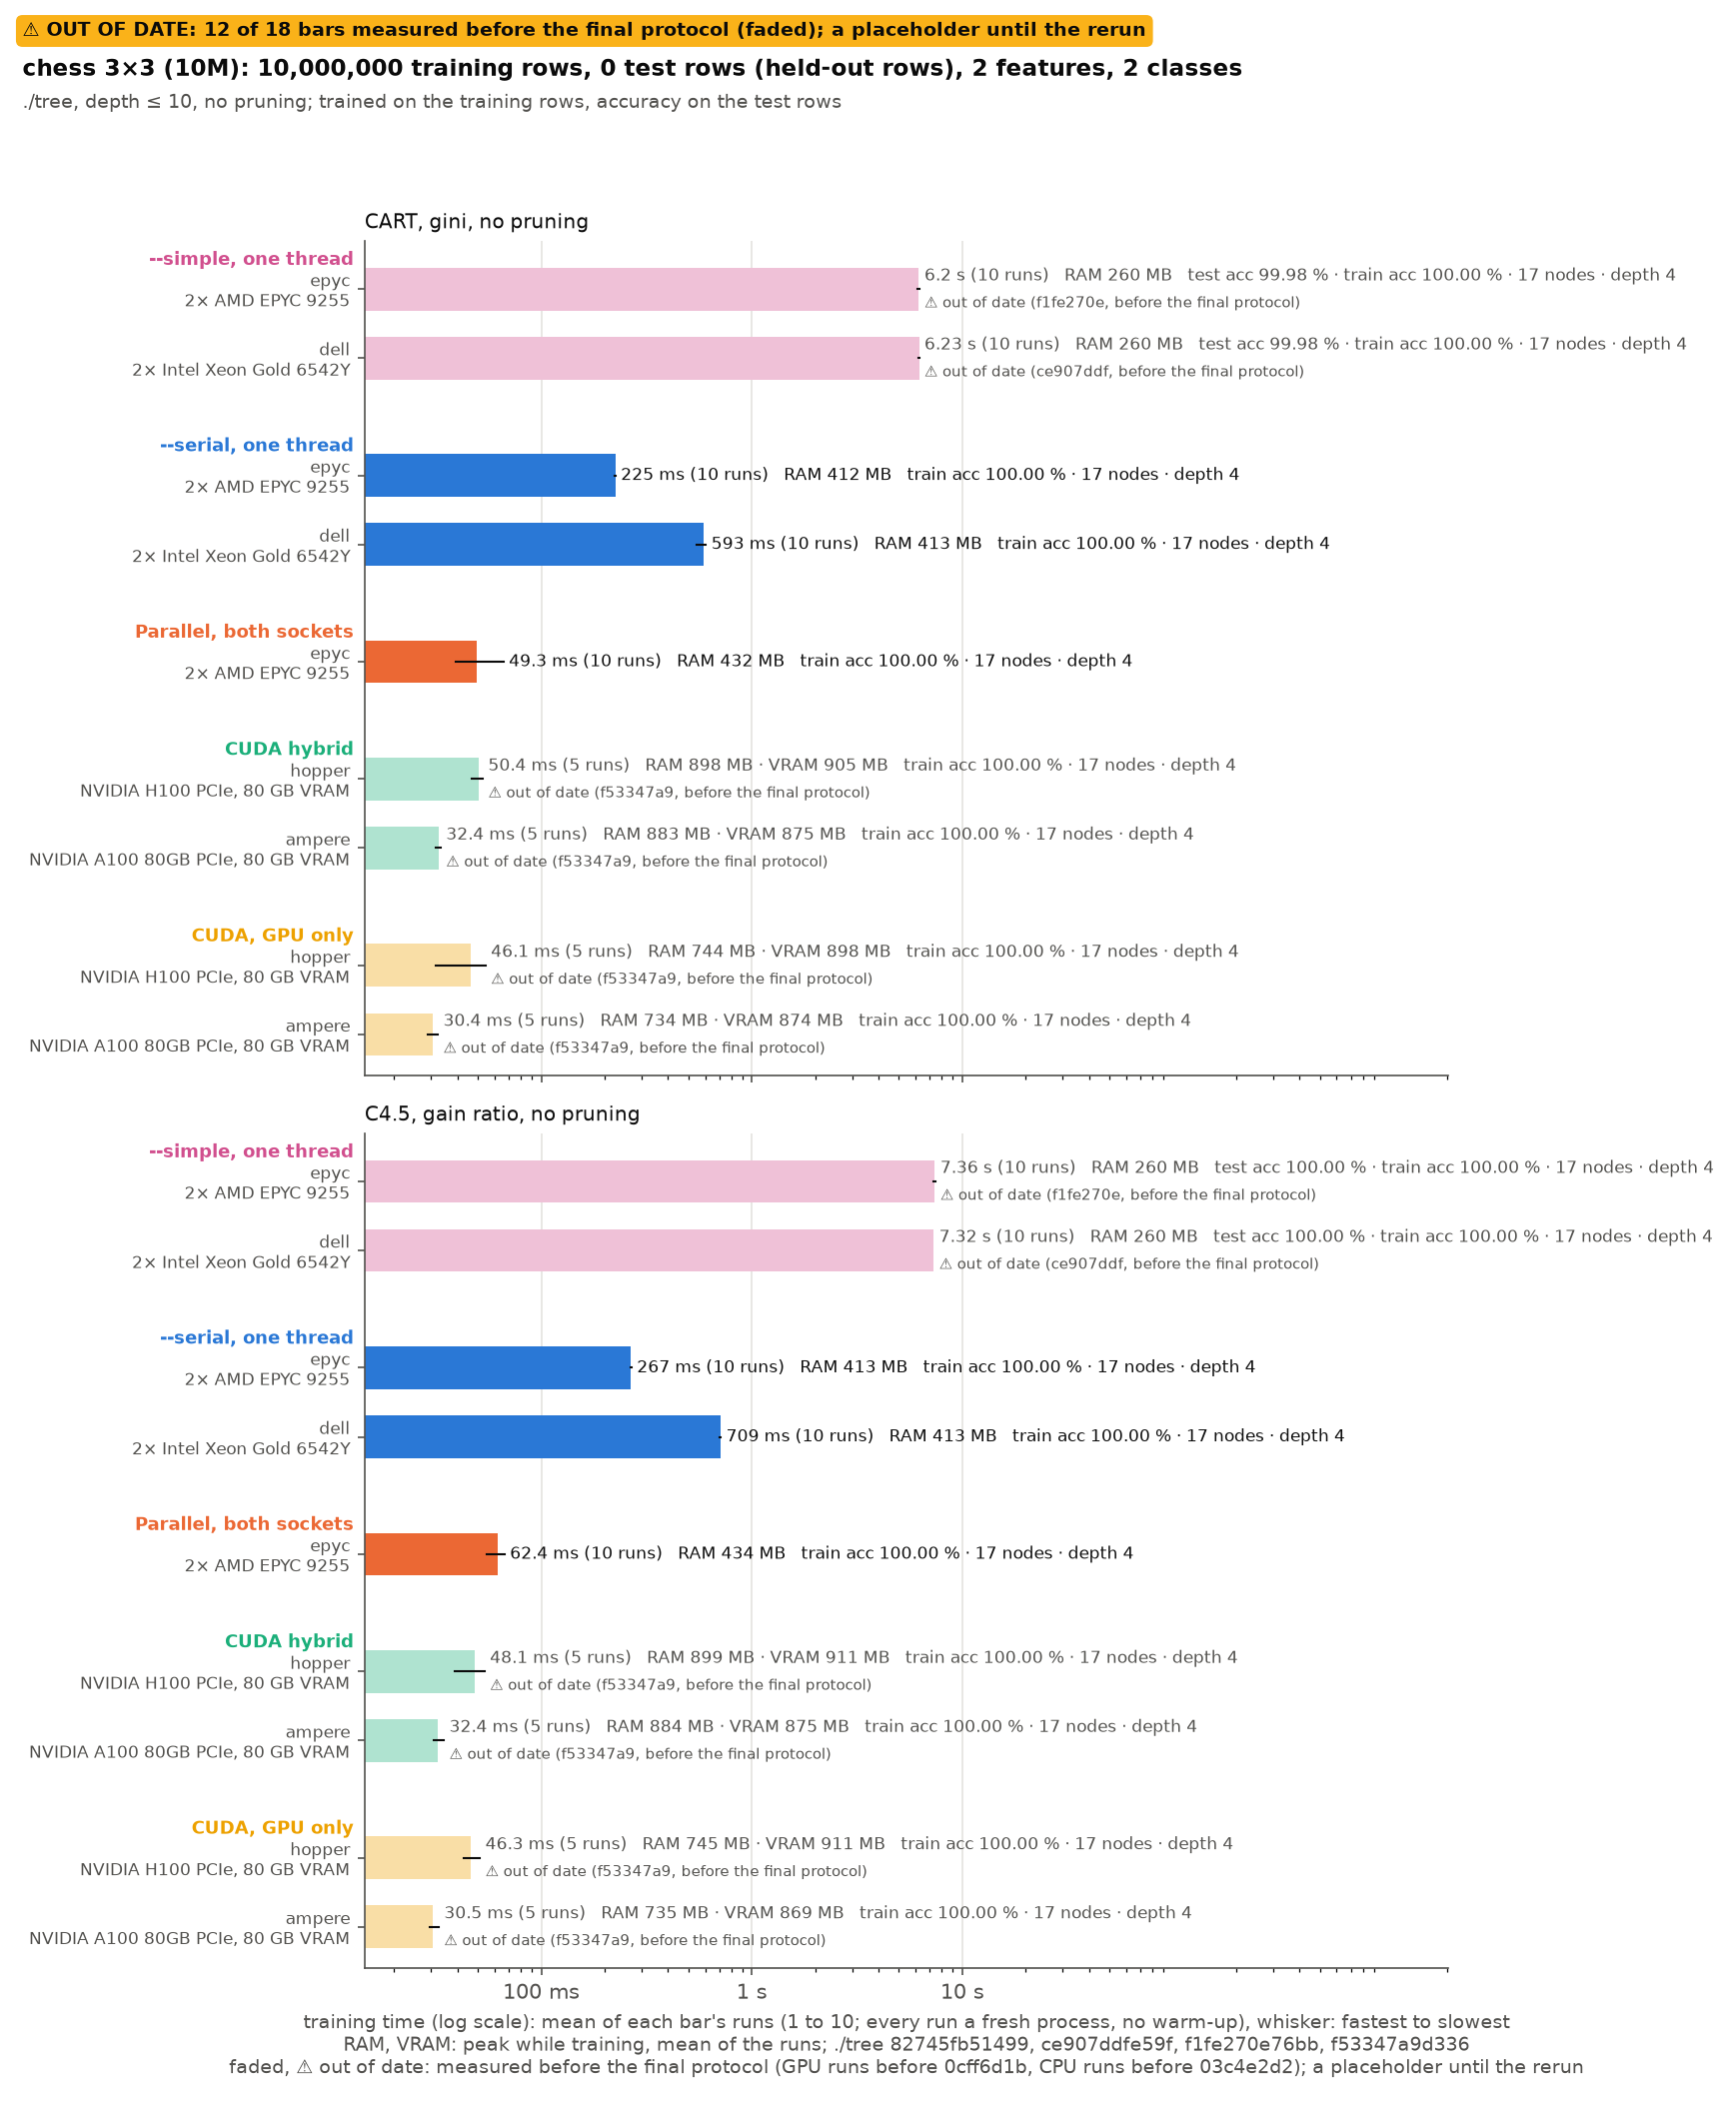 ⚠ OUT OF DATE: 12 of 18 bars measured before the final protocol (faded); a placeholder until the rerun
chess 3×3 (10M): 10,000,000 training rows, 0 test rows (held-out rows), 2 features, 2 classes
./tree, depth ≤ 10, no pruning; trained on the training rows, accuracy on the test rows
CART, gini, no pruning
--simple, one thread
epyc
2× AMD EPYC 9255
6.2 s (10 runs)   RAM 260 MB   test acc 99.98 % · train acc 100.00 % · 17 nodes · depth 4
⚠ out of date (f1fe270e, before the final protocol)
dell
2× Intel Xeon Gold 6542Y
6.23 s (10 runs)   RAM 260 MB   test acc 99.98 % · train acc 100.00 % · 17 nodes · depth 4
⚠ out of date (ce907ddf, before the final protocol)
--serial, one thread
epyc
2× AMD EPYC 9255
225 ms (10 runs)   RAM 412 MB   train acc 100.00 % · 17 nodes · depth 4
dell
2× Intel Xeon Gold 6542Y
593 ms (10 runs)   RAM 413 MB   train acc 100.00 % · 17 nodes · depth 4
Parallel, both sockets
epyc
2× AMD EPYC 9255
49.3 ms (10 runs)   RAM 432 MB   train acc 100.00 % · 17 nodes · depth 4
CUDA hybrid
hopper
NVIDIA H100 PCIe, 80 GB VRAM
50.4 ms (5 runs)   RAM 898 MB · VRAM 905 MB   train acc 100.00 % · 17 nodes · depth 4
⚠ out of date (f53347a9, before the final protocol)
ampere
NVIDIA A100 80GB PCIe, 80 GB VRAM
32.4 ms (5 runs)   RAM 883 MB · VRAM 875 MB   train acc 100.00 % · 17 nodes · depth 4
⚠ out of date (f53347a9, before the final protocol)
CUDA, GPU only
hopper
NVIDIA H100 PCIe, 80 GB VRAM
46.1 ms (5 runs)   RAM 744 MB · VRAM 898 MB   train acc 100.00 % · 17 nodes · depth 4
⚠ out of date (f53347a9, before the final protocol)
ampere
NVIDIA A100 80GB PCIe, 80 GB VRAM
30.4 ms (5 runs)   RAM 734 MB · VRAM 874 MB   train acc 100.00 % · 17 nodes · depth 4
⚠ out of date (f53347a9, before the final protocol)
C4.5, gain ratio, no pruning
--simple, one thread
epyc
2× AMD EPYC 9255
7.36 s (10 runs)   RAM 260 MB   test acc 100.00 % · train acc 100.00 % · 17 nodes · depth 4
⚠ out of date (f1fe270e, before the final protocol)
dell
2× Intel Xeon Gold 6542Y
7.32 s (10 runs)   RAM 260 MB   test acc 100.00 % · train acc 100.00 % · 17 nodes · depth 4
⚠ out of date (ce907ddf, before the final protocol)
--serial, one thread
epyc
2× AMD EPYC 9255
267 ms (10 runs)   RAM 413 MB   train acc 100.00 % · 17 nodes · depth 4
dell
2× Intel Xeon Gold 6542Y
709 ms (10 runs)   RAM 413 MB   train acc 100.00 % · 17 nodes · depth 4
Parallel, both sockets
epyc
2× AMD EPYC 9255
62.4 ms (10 runs)   RAM 434 MB   train acc 100.00 % · 17 nodes · depth 4
CUDA hybrid
hopper
NVIDIA H100 PCIe, 80 GB VRAM
48.1 ms (5 runs)   RAM 899 MB · VRAM 911 MB   train acc 100.00 % · 17 nodes · depth 4
⚠ out of date (f53347a9, before the final protocol)
ampere
NVIDIA A100 80GB PCIe, 80 GB VRAM
32.4 ms (5 runs)   RAM 884 MB · VRAM 875 MB   train acc 100.00 % · 17 nodes · depth 4
⚠ out of date (f53347a9, before the final protocol)
CUDA, GPU only
hopper
NVIDIA H100 PCIe, 80 GB VRAM
46.3 ms (5 runs)   RAM 745 MB · VRAM 911 MB   train acc 100.00 % · 17 nodes · depth 4
⚠ out of date (f53347a9, before the final protocol)
ampere
NVIDIA A100 80GB PCIe, 80 GB VRAM
30.5 ms (5 runs)   RAM 735 MB · VRAM 869 MB   train acc 100.00 % · 17 nodes · depth 4
⚠ out of date (f53347a9, before the final protocol)
100 ms   1 s   10 s
training time (log scale): mean of each bar's runs (1 to 10; every run a fresh process, no warm-up), whisker: fastest to slowest
RAM, VRAM: peak while training, mean of the runs; ./tree 82745fb51499, ce907ddfe59f, f1fe270e76bb, f53347a9d336
faded, ⚠ out of date: measured before the final protocol (GPU runs before 0cff6d1b, CPU runs before 03c4e2d2); a placeholder until the rerun